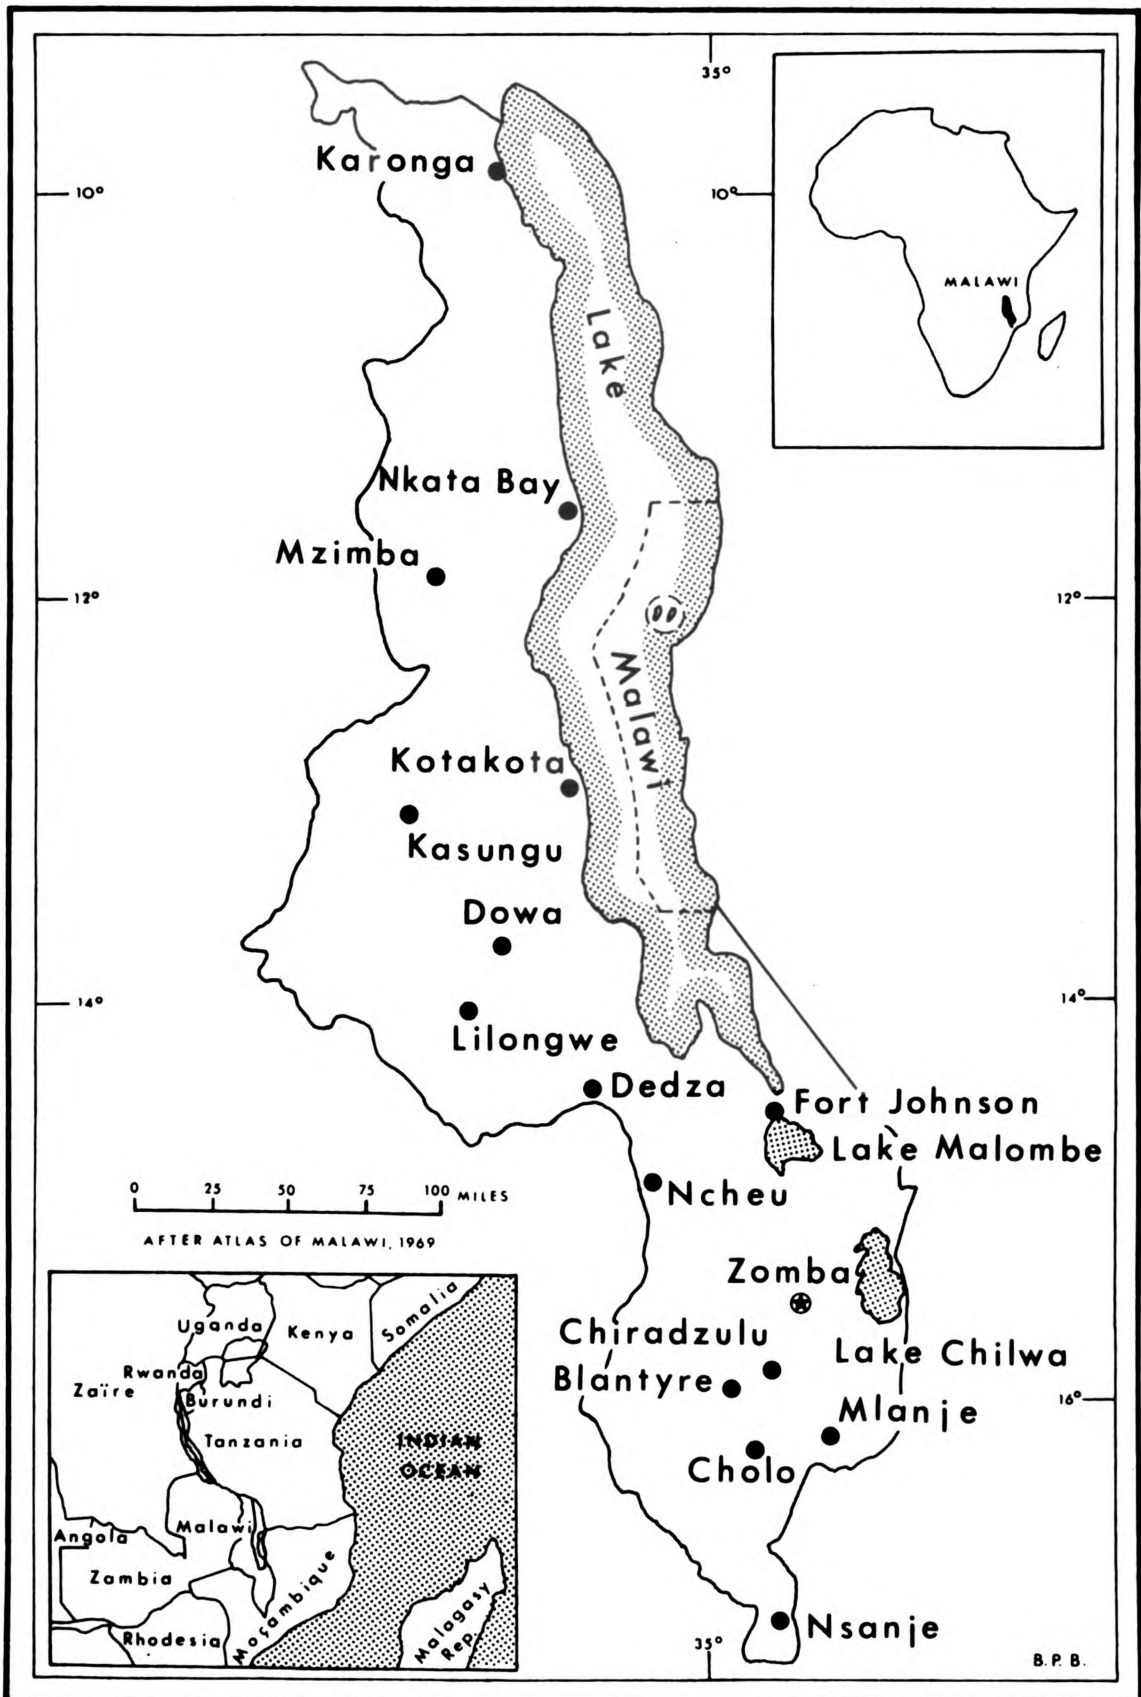 35°
Karonga
10°
10°
MALAWI
Lake
Nkata Bay
Mzimba
12°
12°
Malawi
Kotakota
Kasungu
Dowa
14°
14°
Lilongwe
Dedza
Fort Johnson
Lake Malombe
Ncheu
0 25 50 75 100 MILES
AFTER ATLAS OF MALAWI, 1969
Zomba
Chiradzulu
Lake Chilwa
Blantyre
16°
Mlanje
Cholo
Nsanje
35°
B. P. B.
Uganda
Kenya
Somalia
Rwanda
Zaïre
Burundi
Tanzania
INDIAN
OCEAN
Angola
Malawi
Zambia
Moçambique
Malagasy
Rep.
Rhodesia